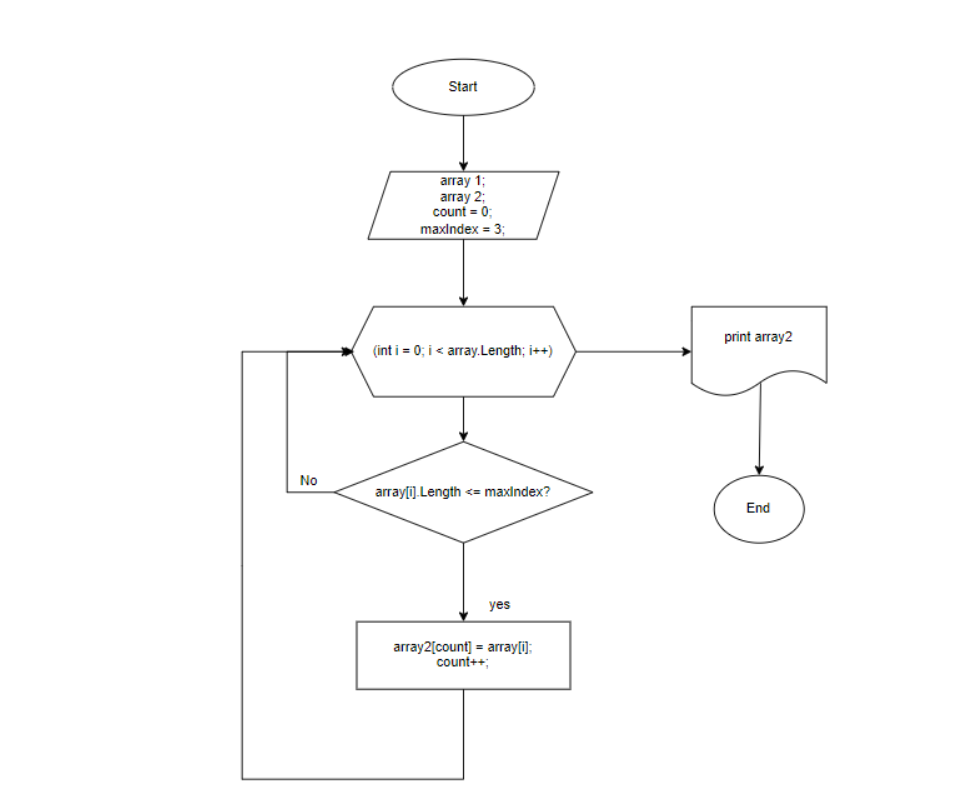 Start
array 1;
array 2;
count = 0;
maxIndex = 3;
(int i = 0; i < array.Length; i++)
print array2
No
array[i].Length <= maxIndex?
End
yes
array2[count] = array[i];
count++;